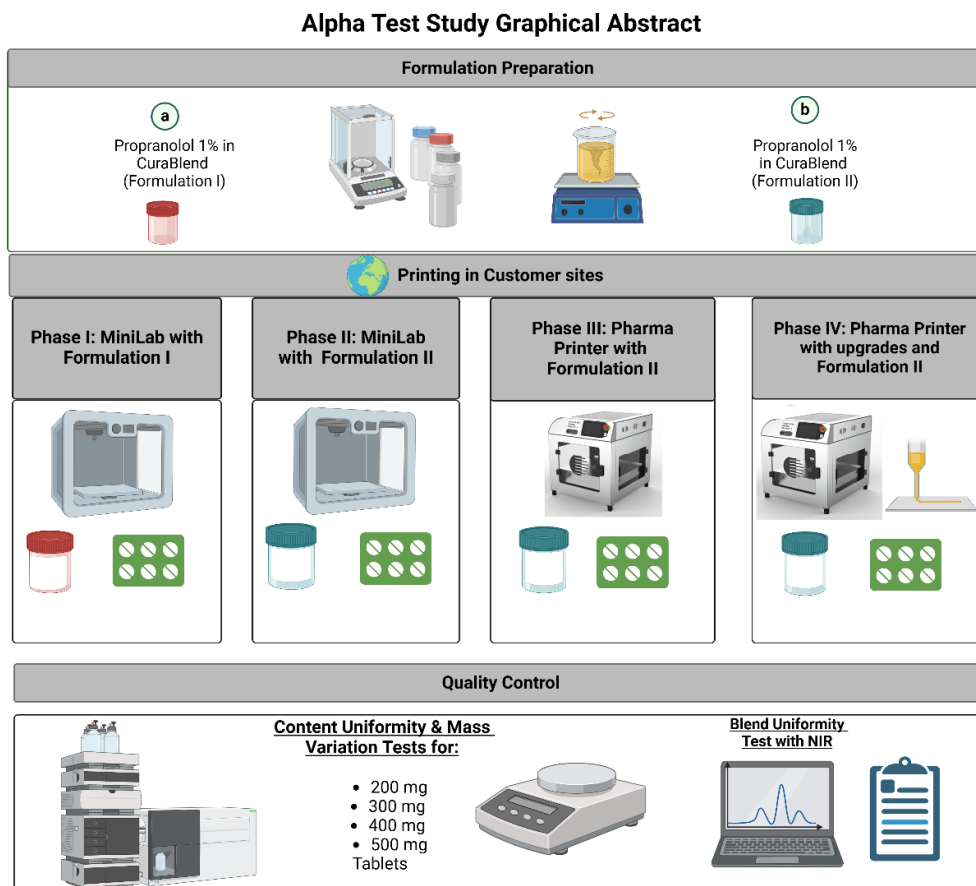 Alpha Test Study Graphical Abstract
Formulation Preparation
a
Propranolol 1% in
CuraBlend
(Formulation I)
b
Propranolol 1%
in CuraBlend
(Formulation II)
Printing in Customer sites
Phase I: MiniLab with
Formulation I
Phase II: MiniLab
with Formulation II
Phase III: Pharma
Printer with
Formulation II
Phase IV: Pharma Printer
with upgrades and
Formulation II
Quality Control
Content Uniformity & Mass
Variation Tests for:
• 200 mg
• 300 mg
• 400 mg
• 500 mg
Tablets
Blend Uniformity
Test with NIR